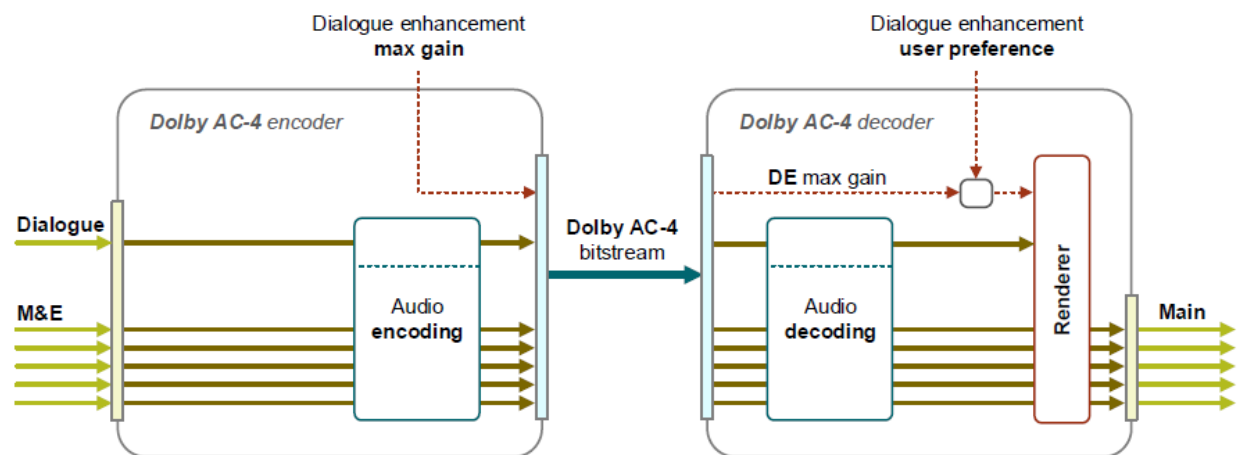 Dialogue enhancement
max gain
Dialogue enhancement
user preference
Dolby AC-4 encoder
Dolby AC-4 decoder
DE max gain
Dialogue
Dolby AC-4
bitstream
M&E
Audio
encoding
Audio
decoding
Renderer
Main